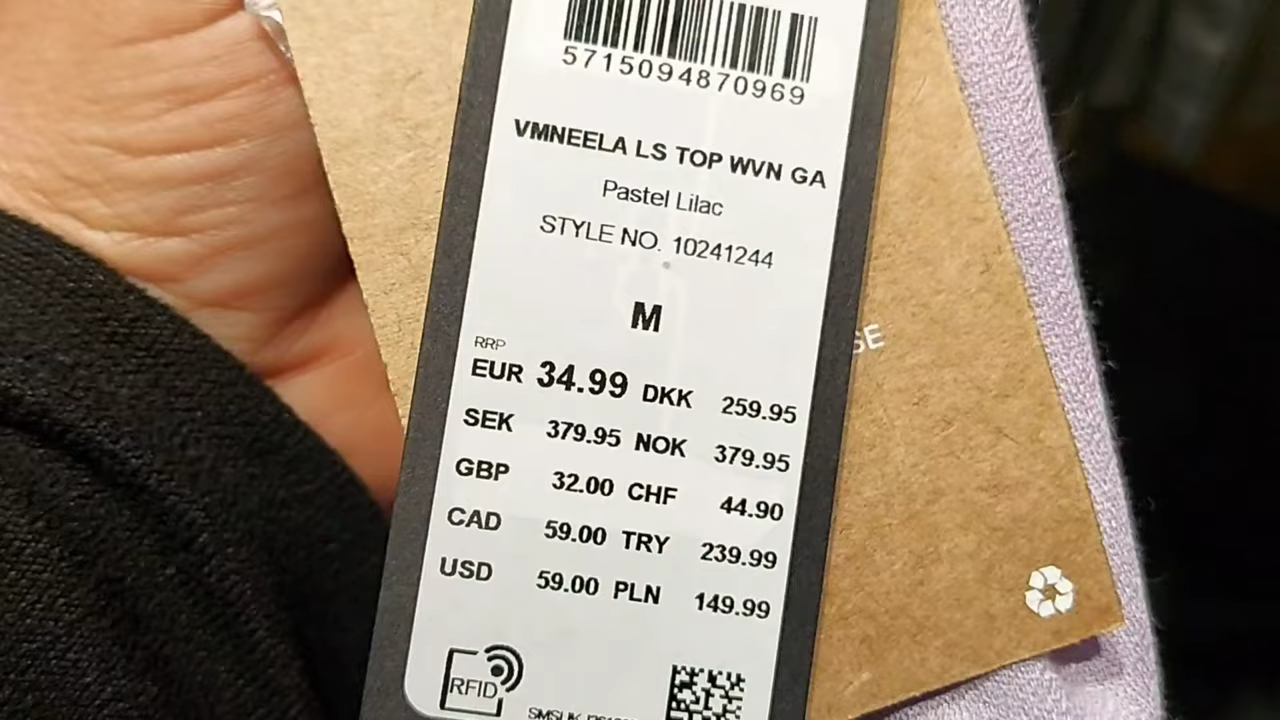 5715094870969
VMNEELA LS TOP WVN GA
Pastel Lilac
STYLE NO. 10241244
M
RRP
EUR 34.99 DKK 259.95
SEK 379.95 NOK 379.95
GBP 32.00 CHF 44.90
CAD 59.00 TRY 239.99
USD 59.00 PLN 149.99
RFID